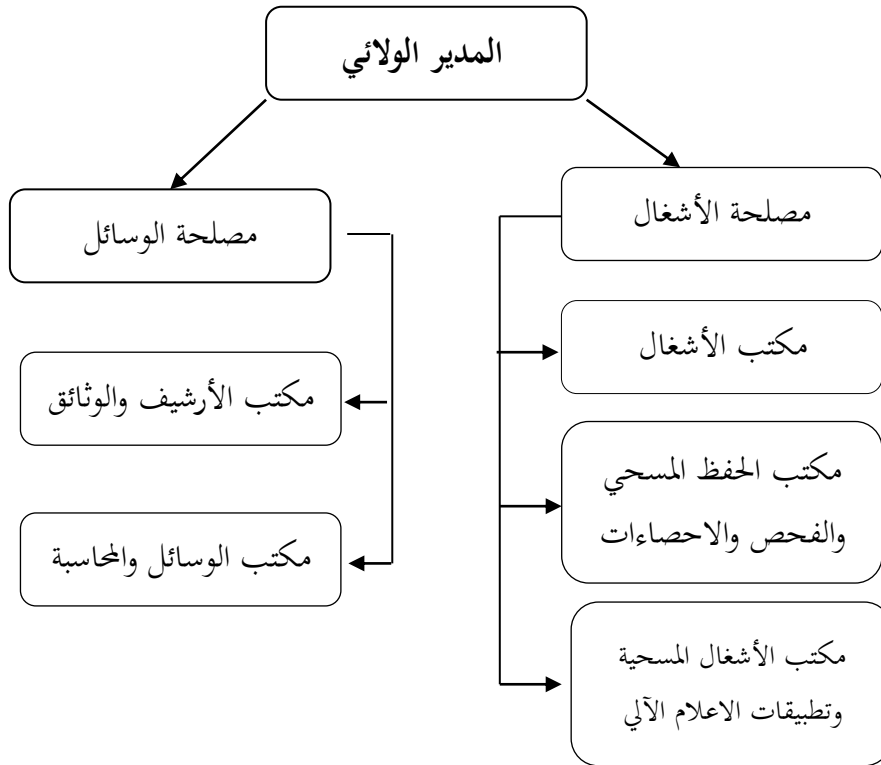 المدير الولائي
مصلحة الأشغال
مصلحة الوسائل
مكتب الأشغال
مكتب الأرشيف والوثائق
مكتب الحفظ المسحي
والفحص والاحصاءات
مكتب الوسائل والمحاسبة
مكتب الأشغال المسحية
وتطبيقات الاعلام الآلي